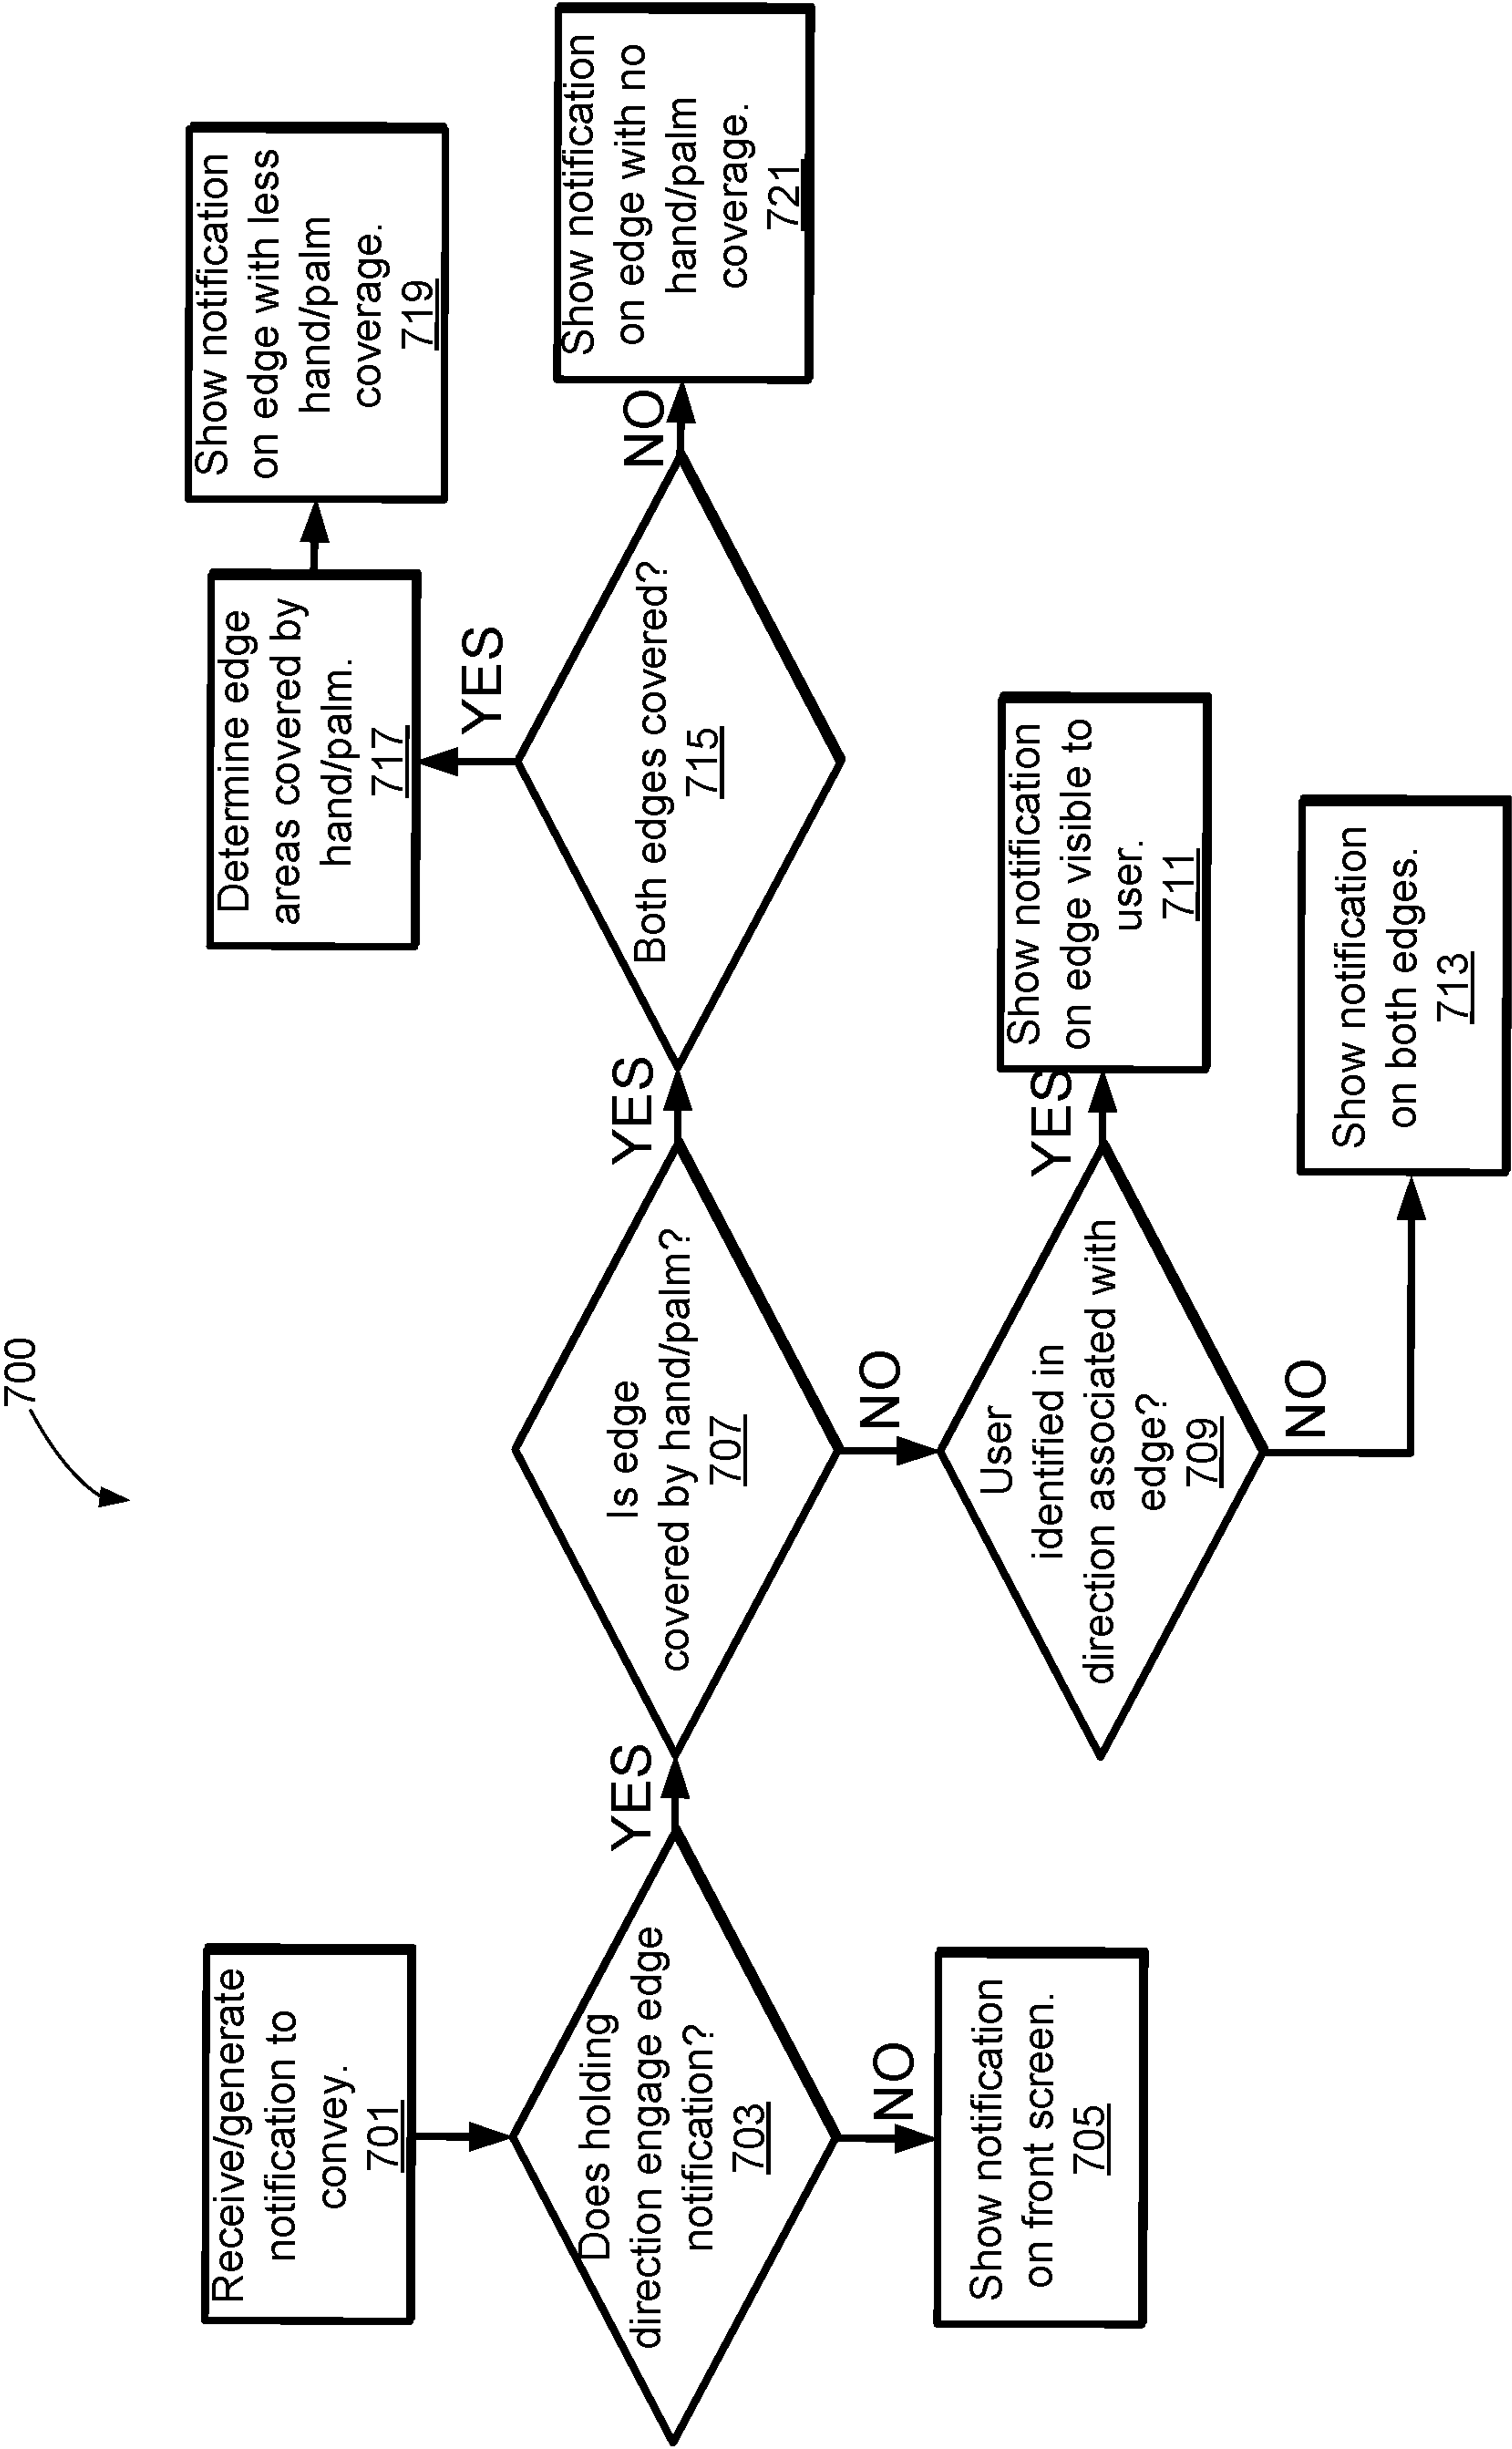 700
Receive/generate
notification to
convey.
701
Does holding
direction engage edge
notification?
703
NO
Show notification
on front screen.
705
YES
Is edge
covered by hand/palm?
707
NO
User
identified in
direction associated with
edge?
709
YES
Show notification
on edge visible to
user.
711
NO
Show notification
on both edges.
713
YES
Both edges covered?
715
YES
Determine edge
areas covered by
hand/palm.
717
Show notification
on edge with less
hand/palm
coverage.
719
NO
Show notification
on edge with no
hand/palm
coverage.
721